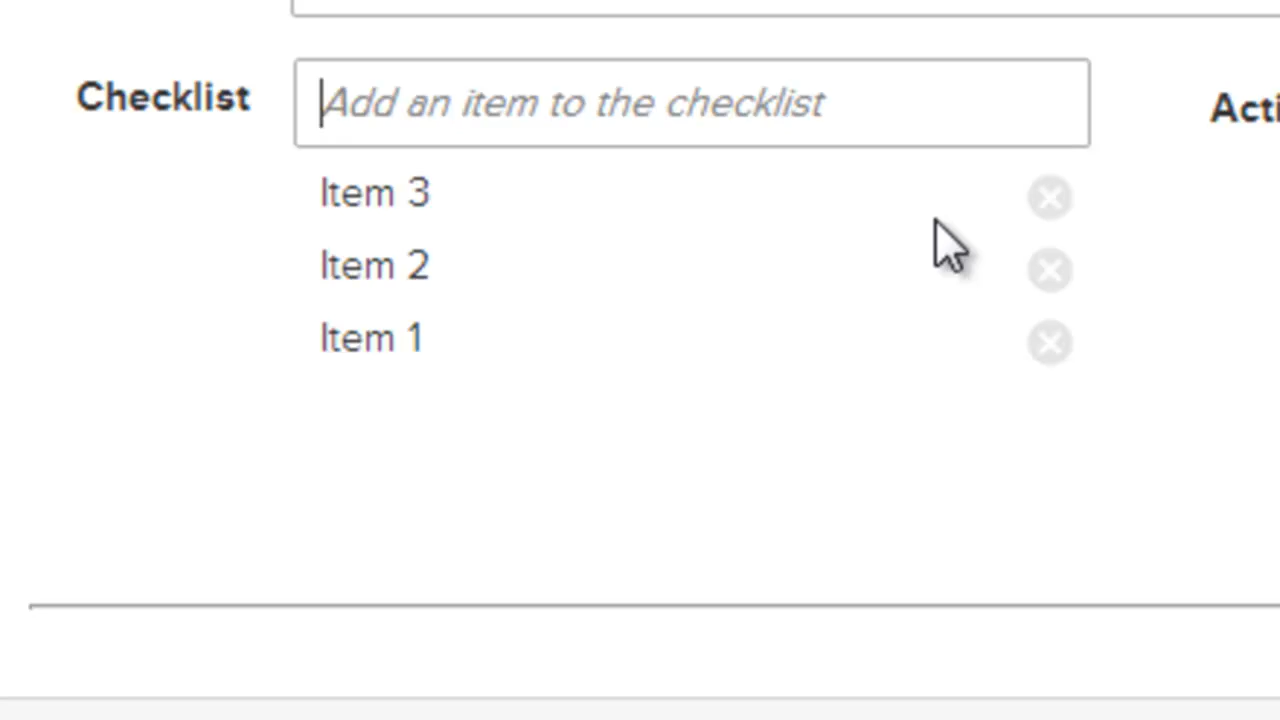 Checklist
Add an item to the checklist
Item 3
Item 2
Item 1